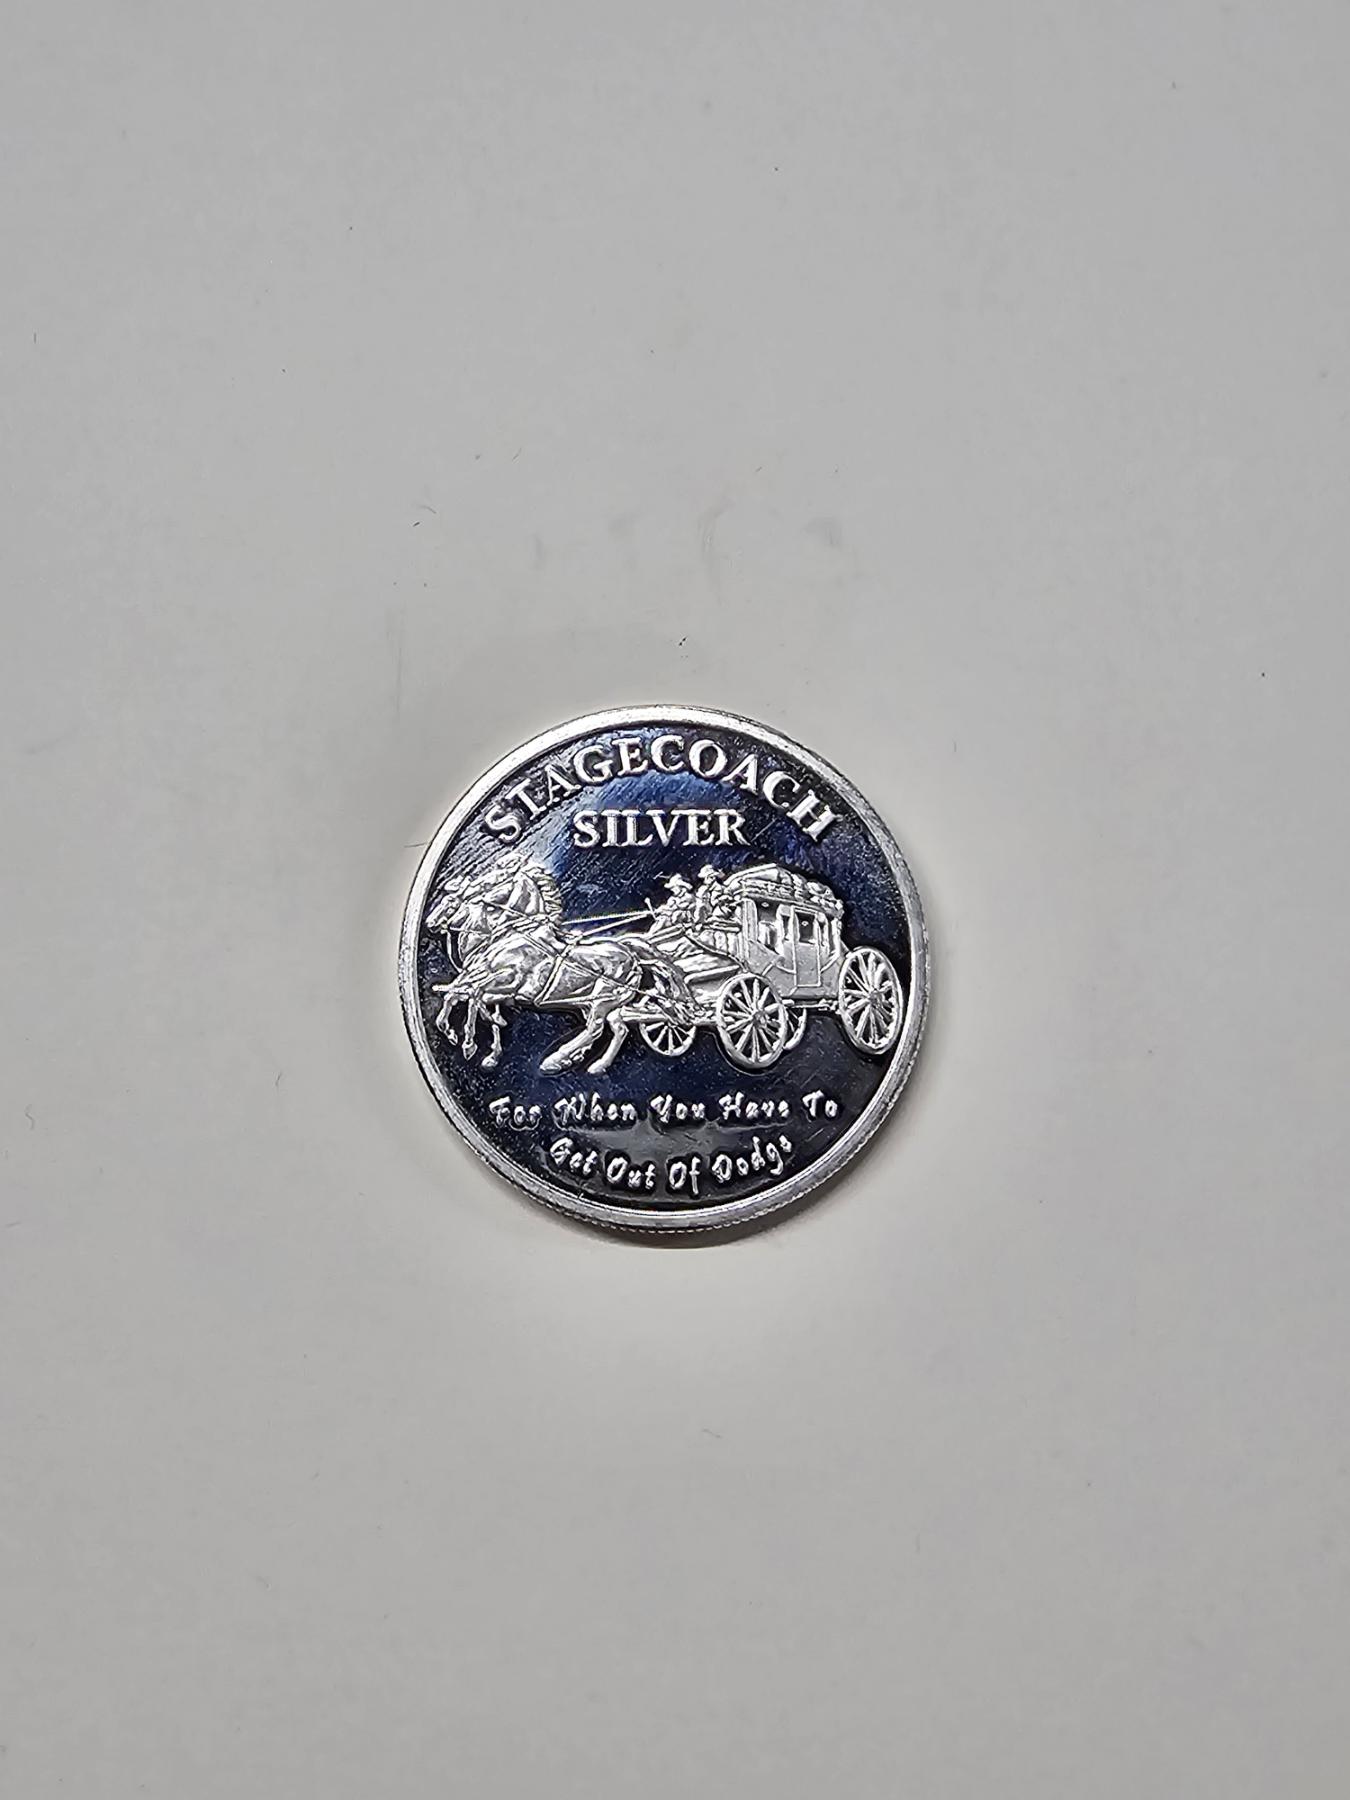 STAGECOACH
SILVER
For When You Have To
Get Out Of Dodge